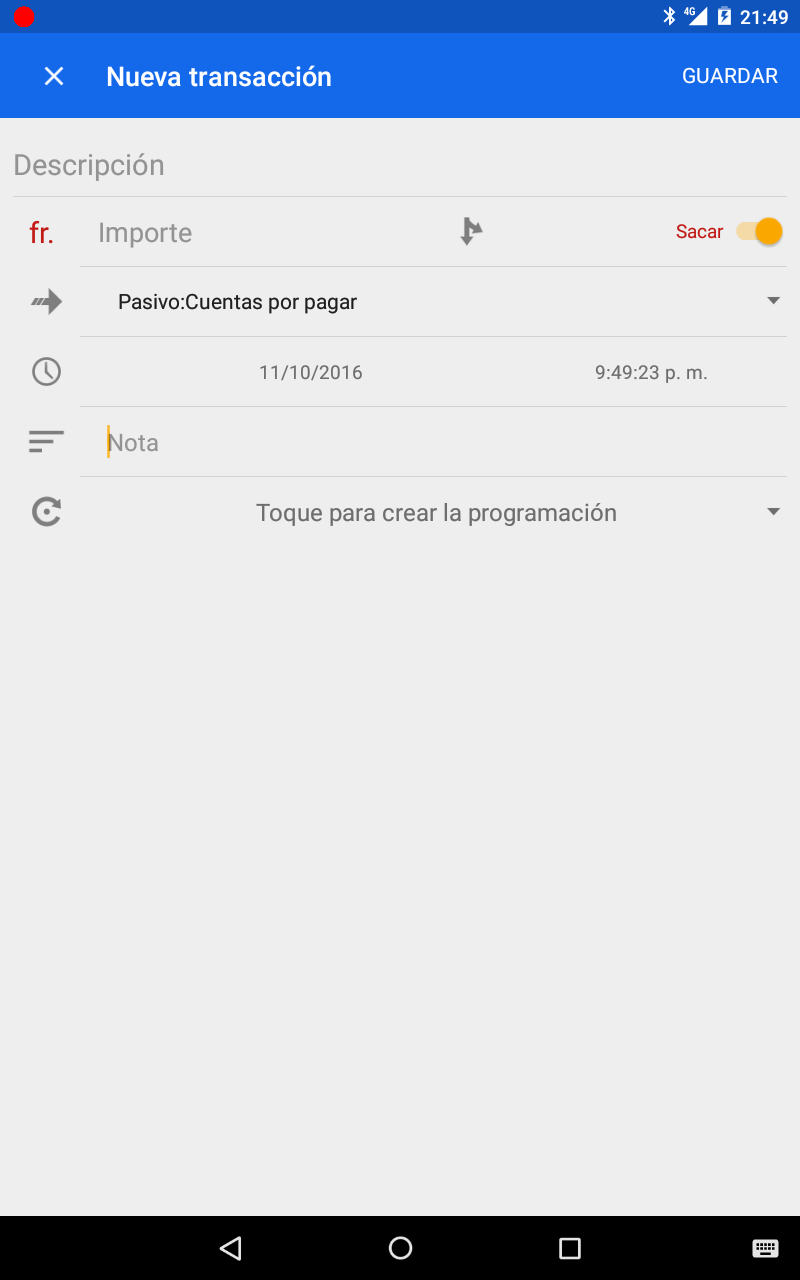 4G 21:49
Nueva transacción GUARDAR
Descripción
fr. Importe Sacar
Pasivo:Cuentas por pagar
11/10/2016 9:49:23 p. m.
Nota
Toque para crear la programación